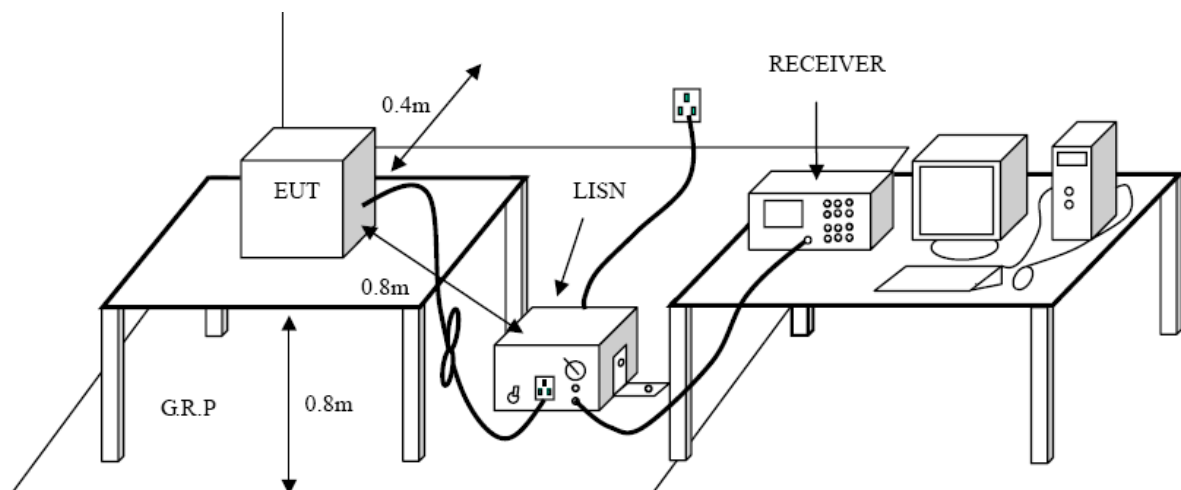 RECEIVER
0.4m
EUT
LISN
0.8m
G.R.P
0.8m